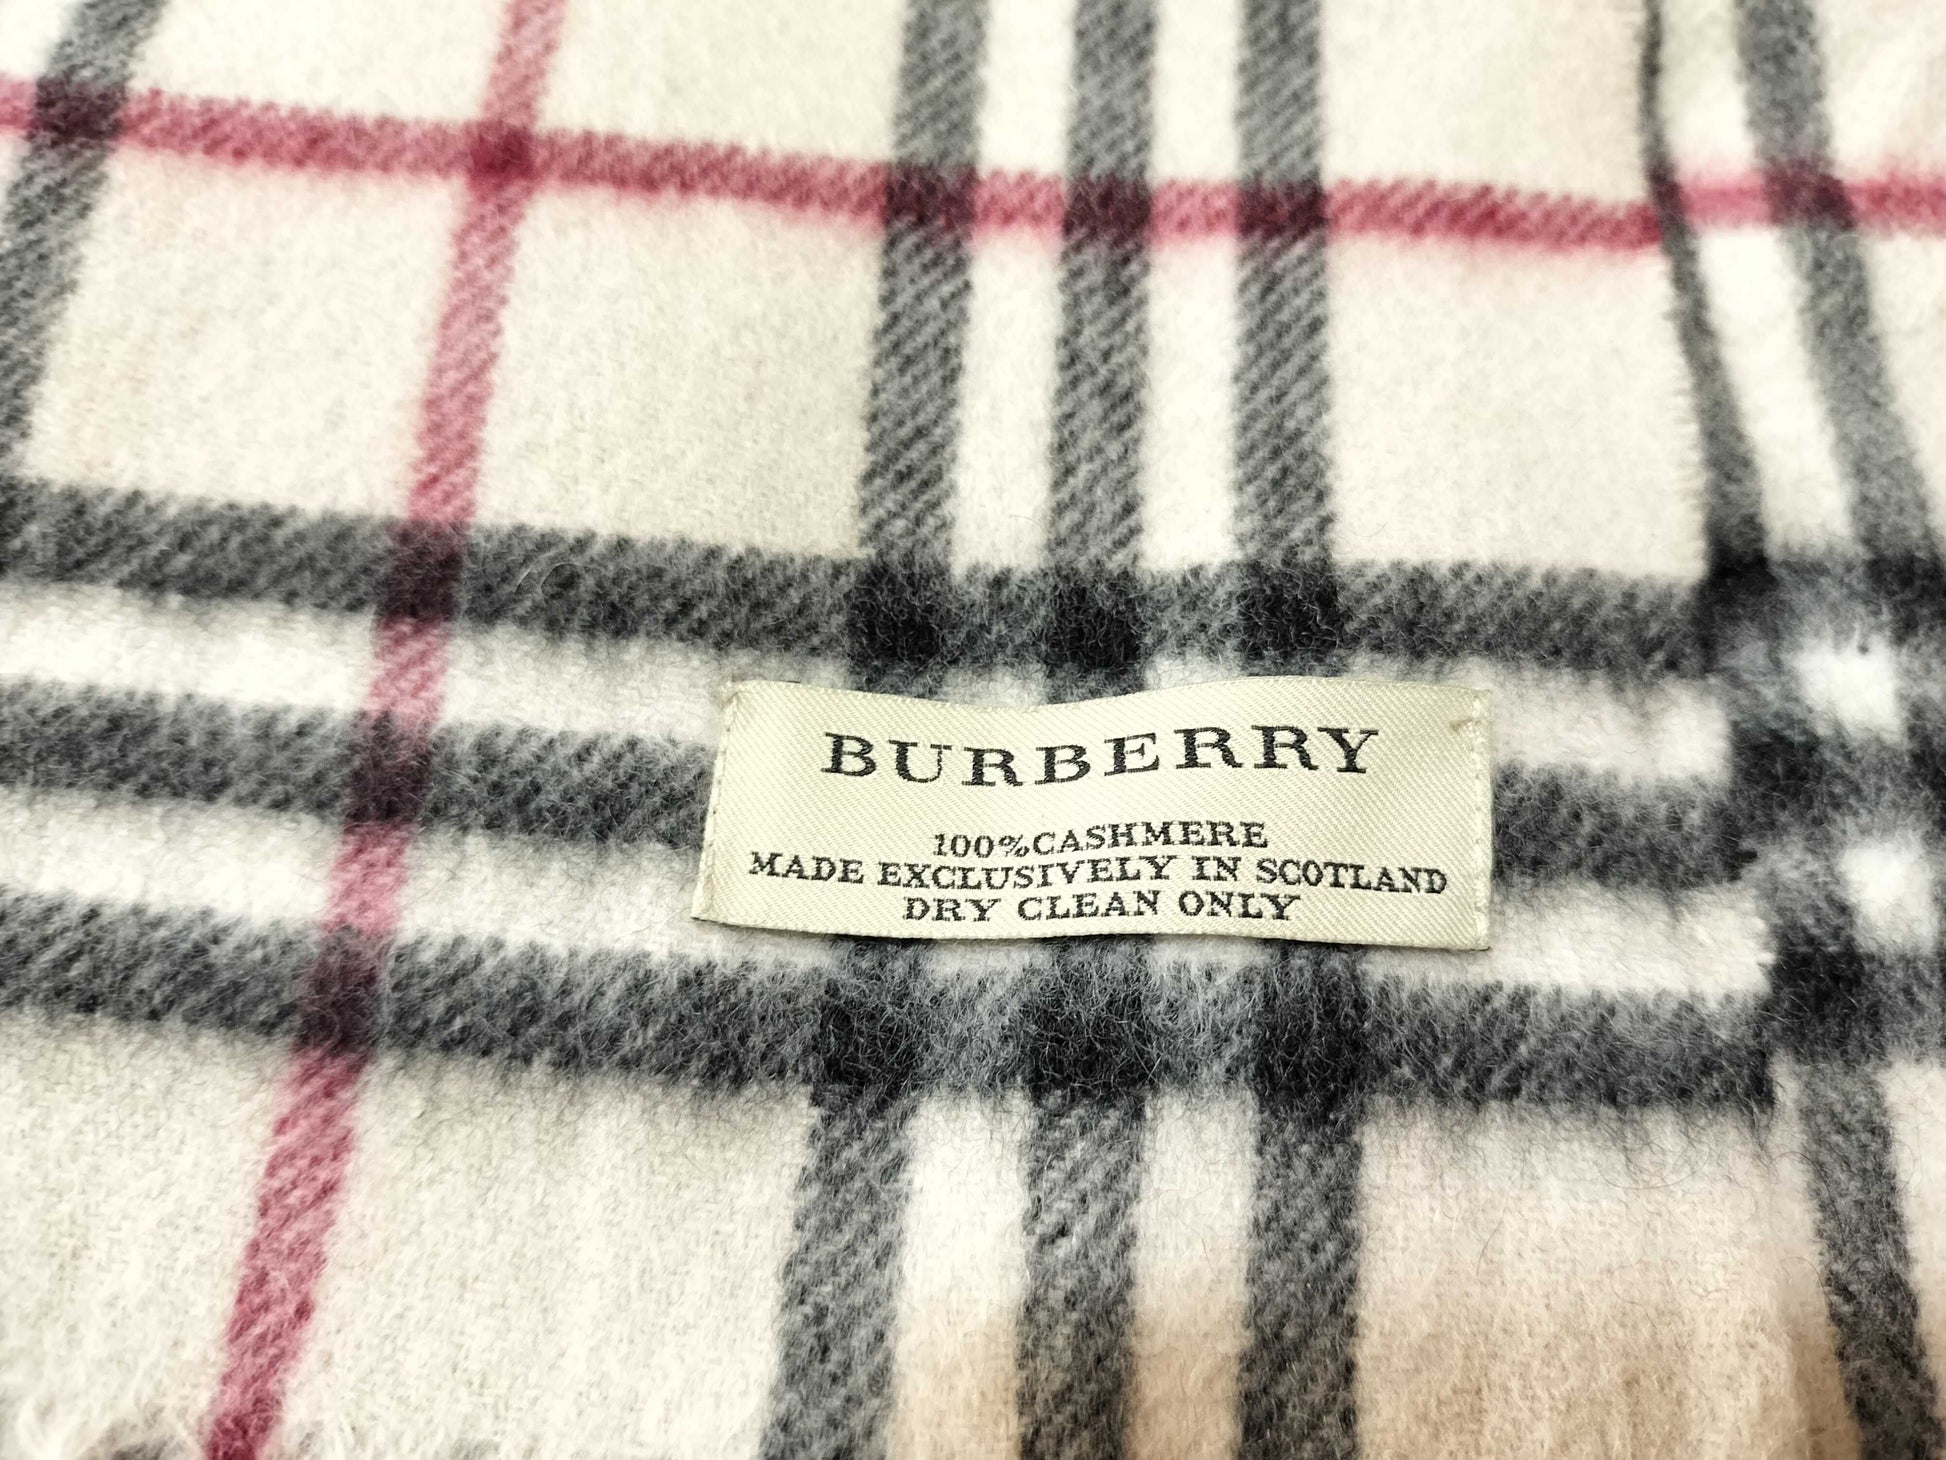 BURBERRY
100%CASHMERE
MADE EXCLUSIVELY IN SCOTLAND
DRY CLEAN ONLY